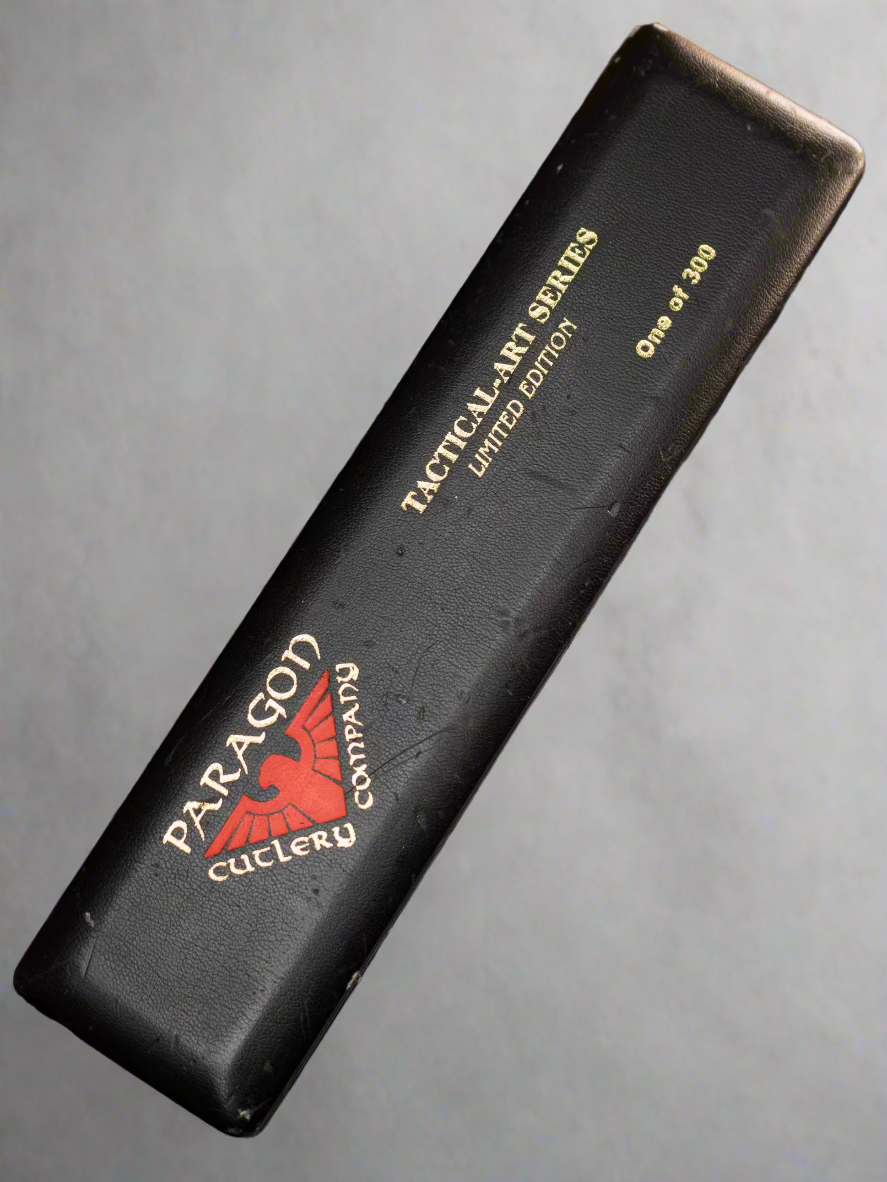 PARAGON
CUTLERY
COMPANY
TACTICAL-ART SERIES
LIMITED EDITION
One of 300